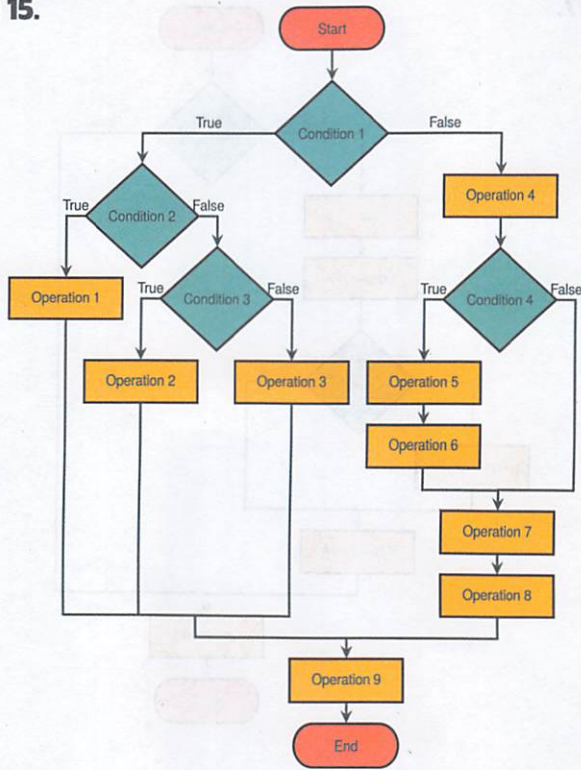 15.
Start
Condition 1
True
False
Condition 2
True
False
Operation 4
Operation 1
Condition 3
True
False
Condition 4
True
False
Operation 2
Operation 3
Operation 5
Operation 6
Operation 7
Operation 8
Operation 9
End